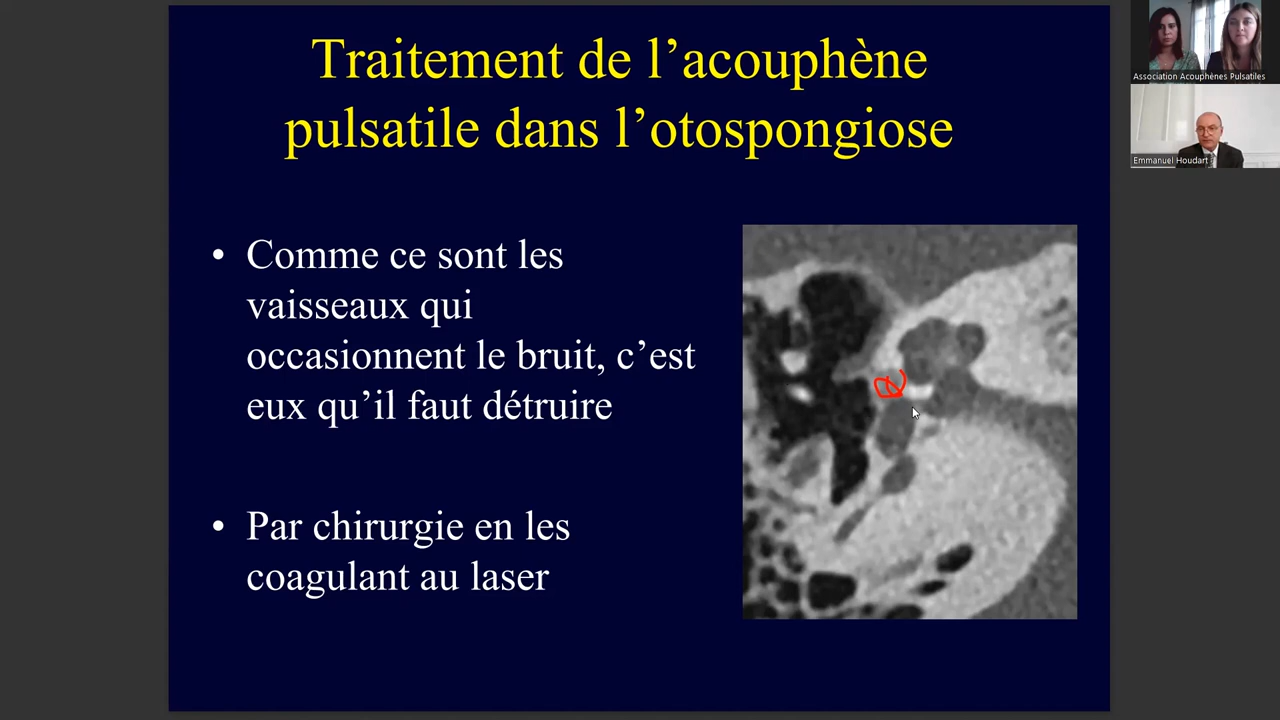 Traitement de l’acouphène
pulsatile dans l’otospongiose
• Comme ce sont les
vaisseaux qui
occasionnent le bruit, c’est
eux qu’il faut détruire
• Par chirurgie en les
coagulant au laser
Association Acouphènes Pulsatiles
Emmanuel Houdart